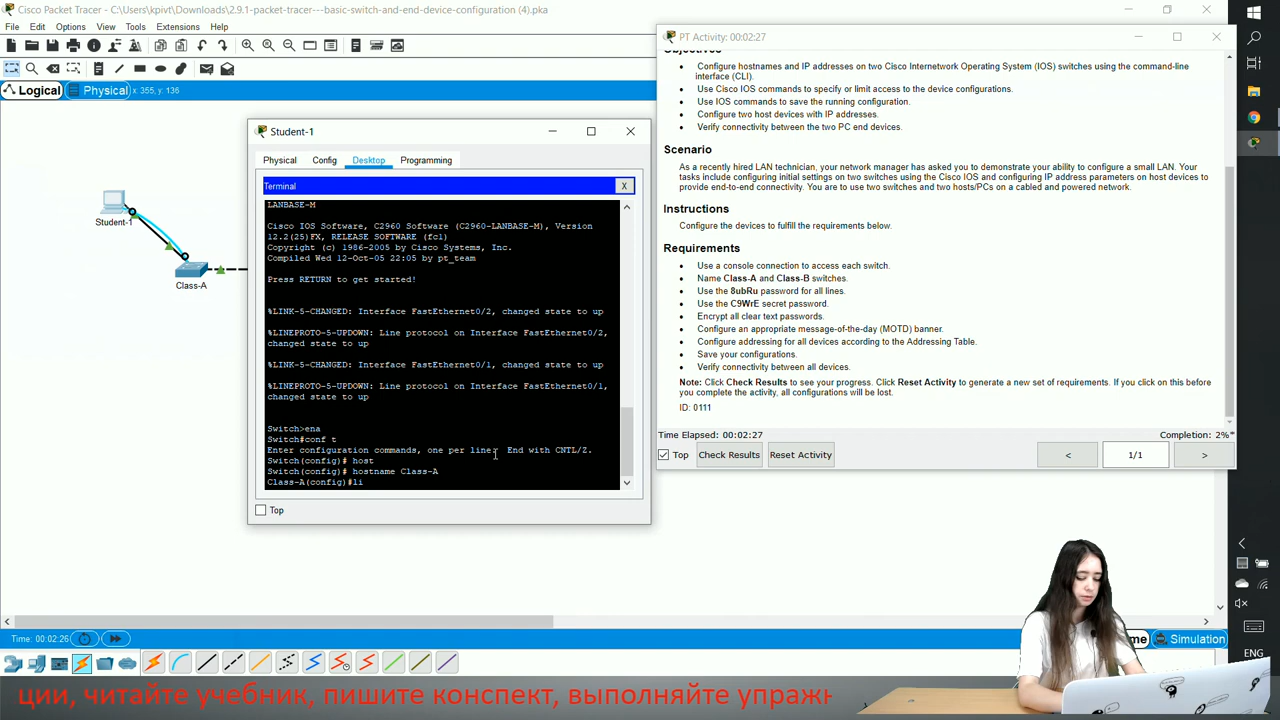 Cisco Packet Tracer - C:\Users\kpivt\Downloads\2.9.1-packet-tracer---basic-switch-and-end-device-configuration (4).pka
File Edit Options View Tools Extensions Help
Logical Physical x: 355, y: 136
Student-1
Class-A
Student-1
Physical Config Desktop Programming
Terminal X
LANBASE-M
Cisco IOS Software, C2960 Software (C2960-LANBASE-M), Version
12.2(25)FX, RELEASE SOFTWARE (fc1)
Copyright (c) 1986-2005 by Cisco Systems, Inc.
Compiled Wed 12-Oct-05 22:05 by pt_team
Press RETURN to get started!
%LINK-5-CHANGED: Interface FastEthernet0/2, changed state to up
%LINEPROTO-5-UPDOWN: Line protocol on Interface FastEthernet0/2,
changed state to up
%LINK-5-CHANGED: Interface FastEthernet0/1, changed state to up
%LINEPROTO-5-UPDOWN: Line protocol on Interface FastEthernet0/1,
changed state to up
Switch>ena
Switch#conf t
Enter configuration commands, one per line. End with CNTL/Z.
Switch(config)# host
Switch(config)# hostname Class-A
Class-A(config)#li
Top
PT Activity: 00:02:27
Objectives
• Configure hostnames and IP addresses on two Cisco Internetwork Operating System (IOS) switches using the command-line
interface (CLI).
• Use Cisco IOS commands to specify or limit access to the device configurations.
• Use IOS commands to save the running configuration.
• Configure two host devices with IP addresses.
• Verify connectivity between the two PC end devices.
Scenario
As a recently hired LAN technician, your network manager has asked you to demonstrate your ability to configure a small LAN. Your
tasks include configuring initial settings on two switches using the Cisco IOS and configuring IP address parameters on host devices to
provide end-to-end connectivity. You are to use two switches and two hosts/PCs on a cabled and powered network.
Instructions
Configure the devices to fulfill the requirements below.
Requirements
• Use a console connection to access each switch.
• Name Class-A and Class-B switches.
• Use the 8ubRu password for all lines.
• Use the C9WrE secret password.
• Encrypt all clear text passwords.
• Configure an appropriate message-of-the-day (MOTD) banner.
• Configure addressing for all devices according to the Addressing Table.
• Save your configurations.
• Verify connectivity between all devices.
Note: Click Check Results to see your progress. Click Reset Activity to generate a new set of requirements. If you click on this before
you complete the activity, all configurations will be lost.
ID: 0111
Time Elapsed: 00:02:27 Completion: 2%*
Top Check Results Reset Activity < 1/1 >
Time: 00:02:26
me Simulation
ENG
ции, читайте учебник, пишите конспект, выполняйте упражн